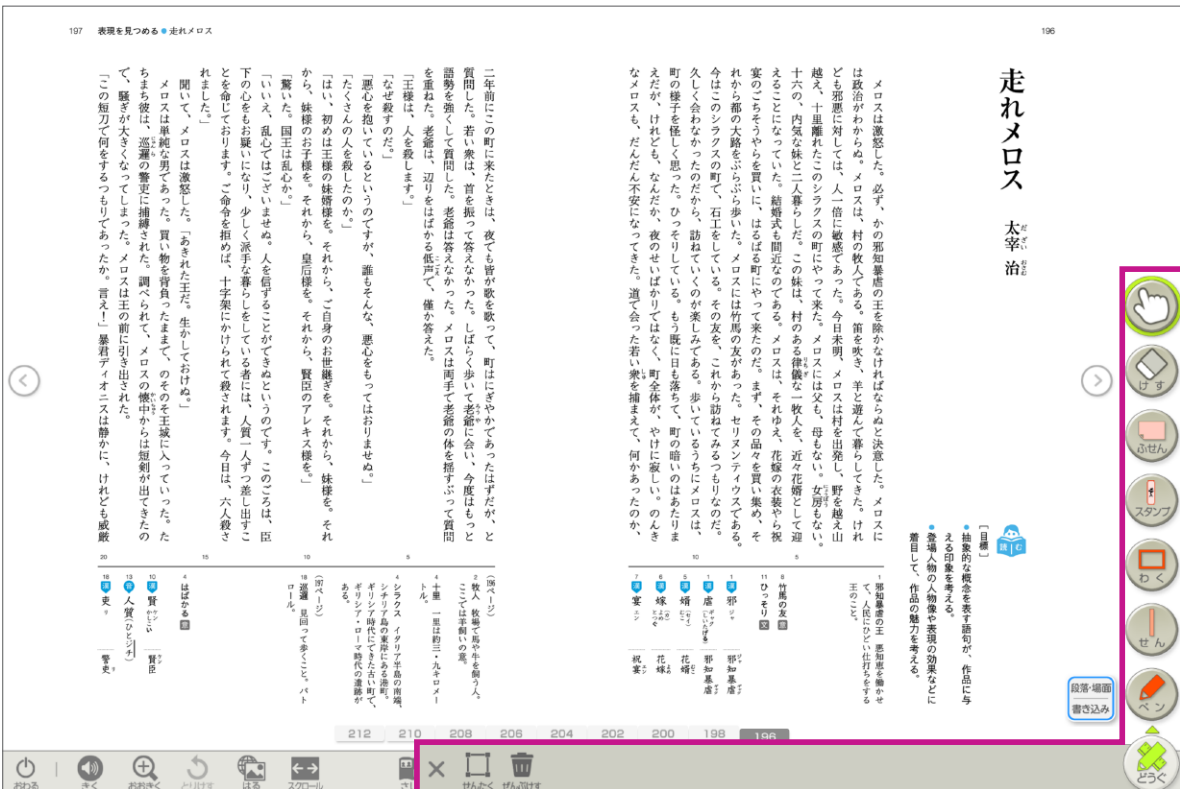 197 表現を見つめる ● 走れメロス
196
走れメロス
太宰 治
だざい おさむ
読む
［目標］
● 抽象的な概念を表す語句が、作品に与
える印象を考える。
● 登場人物の人物像や表現の効果などに
着目して、作品の魅力を考える。
メロスは激怒した。必ず、かの邪知暴虐の王を除かなければならぬと決意した。メロスに
は政治がわからぬ。メロスは、村の牧人である。笛を吹き、羊と遊んで暮らしてきた。けれ
ども邪悪に対しては、人一倍に敏感であった。今日未明、メロスは村を出発し、野を越え山
越え、十里離れたこのシラクスの町にやって来た。メロスには父も、母もない。女房もない。
十六の、内気な妹と二人暮らしだ。この妹は、村のある律儀な一牧人を、近々花婿として迎
えることになっていた。結婚式も間近なのである。メロスは、それゆえ、花嫁の衣装やら祝
宴のごちそうやらを買いに、はるばる町にやって来たのだ。まず、その品々を買い集め、そ
れから都の大路をぶらぶら歩いた。メロスには竹馬の友があった。セリヌンティウスである。
今はこのシラクスの町で、石工をしている。その友を、これから訪ねてみるつもりなのだ。
久しく会わなかったのだから、訪ねていくのが楽しみである。歩いているうちにメロスは、
町の様子を怪しく思った。ひっそりしている。もう既に日も落ちて、町の暗いのはあたりま
えだが、けれども、なんだか、夜のせいばかりではなく、町全体が、やけに寂しい。のんき
なメロスも、だんだん不安になってきた。道で会った若い衆を捕まえて、何かあったのか、
5
10
1 邪知暴虐の王 悪知恵を働かせ
て、人民にひどい仕打ちをする
王のこと。
8 竹馬の友 意
11 ひっそり 文 意
1 漢 邪 ジャ 邪知暴虐
1 漢 虐 ギャク （しいたげる） 邪知暴虐
5 漢 婿 （セイ） むこ 花婿
6 漢 嫁 （カ） よめ とつぐ 花嫁
7 漢 宴 エン 祝宴
二年前にこの町に来たときは、夜でも皆が歌を歌って、町はにぎやかであったはずだが、と
質問した。若い衆は、首を振って答えなかった。しばらく歩いて老爺に会い、今度はもっと
語勢を強くして質問した。老爺は答えなかった。メロスは両手で老爺の体を揺すぶって質問
を重ねた。老爺は、辺りをはばかる低声で、僅か答えた。
「王様は、人を殺します。」
「なぜ殺すのだ。」
「悪心を抱いているというのですが、誰もそんな、悪心をもってはおりませぬ。」
「たくさんの人を殺したのか。」
「はい、初めは王様の妹婿様を。それから、ご自身のお世継ぎを。それから、妹様を。それ
から、妹様のお子様を。それから、皇后様を。それから、賢臣のアレキス様を。」
「驚いた。国王は乱心か。」
「いいえ、乱心ではございませぬ。人を信ずることができぬというのです。このごろは、臣
下の心をもお疑いになり、少しく派手な暮らしをしている者には、人質一人ずつ差し出すこ
とを命じております。ご命令を拒めば、十字架にかけられて殺されます。今日は、六人殺さ
れました。」
聞いて、メロスは激怒した。「あきれた王だ。生かしておけぬ。」
メロスは単純な男であった。買い物を背負ったままで、のそのそ王城に入っていった。た
ちまち彼は、巡邏の警吏に捕縛された。調べられて、メロスの懐中からは短剣が出てきたの
で、騒ぎが大きくなってしまった。メロスは王の前に引き出された。
「この短刀で何をするつもりであったか。言え！」暴君ディオニスは静かに、けれども威厳
5
10
15
20
（196ページ）
2 牧人 牧場で馬や牛を飼う人。
ここでは羊飼いの意。
4 十里 一里は約三・九キロメー
トル。
4 シラクス イタリア半島の南端、
シチリア島の東岸にある港町。
ギリシア時代にできた古い町で、
ギリシア・ローマ時代の遺跡が
ある。
（197ページ）
18 巡邏 見回って歩くこと。パト
ロール。
4 はばかる 意
10 漢 賢 ケン かしこい 賢臣
13 音 人質（ひとジチ）
18 漢 吏 リ 警吏
けす
ふせん
スタンプ
わく
せん
ペン
どうぐ
段落・場面
書き込み
212 210 208 206 204 202 200 198 196
おわる きく おおきく とりけす はる スクロール せんたく ぜんぶけす